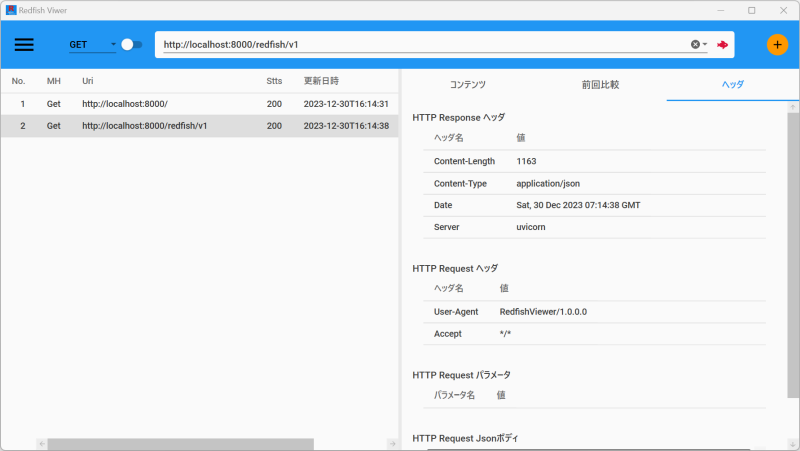 Redfish Viwer
GET
http://localhost:8000/redfish/v1
No. MH Uri Stts 更新日時
1 Get http://localhost:8000/ 200 2023-12-30T16:14:31
2 Get http://localhost:8000/redfish/v1 200 2023-12-30T16:14:38
コンテンツ 前回比較 ヘッダ
HTTP Response ヘッダ
ヘッダ名 値
Content-Length 1163
Content-Type application/json
Date Sat, 30 Dec 2023 07:14:38 GMT
Server uvicorn
HTTP Request ヘッダ
ヘッダ名 値
User-Agent RedfishViewer/1.0.0.0
Accept */*
HTTP Request パラメータ
パラメータ名 値
HTTP Request Jsonボディ